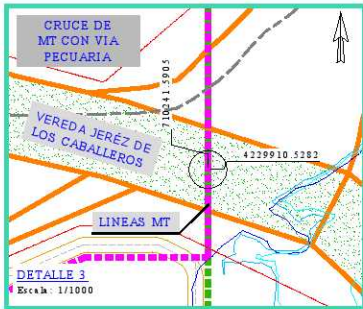 CRUCE DE
MT CON VIA
PECUARIA
710241.5905
VEREDA JERÉZ DE
LOS CABALLEROS
4229910.5282
LINEAS MT
DETALLE 3
Escala: 1/1000